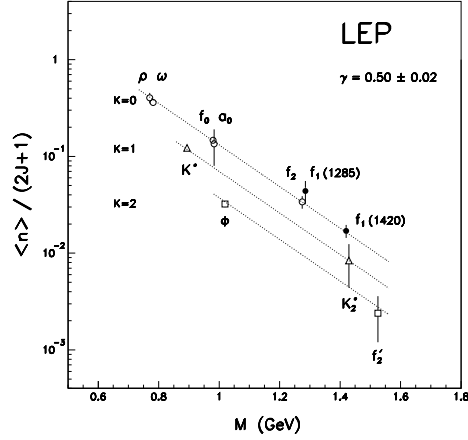 LEP
γ = 0.50 ± 0.02
1
ρ ω
K=0
f₀ a₀
10⁻¹
K=1
K*
f₂ f₁ (1285)
K=2
φ
f₁ (1420)
10⁻²
K₂*
f₂′
10⁻³
<n> / (2J+1)
0.6 0.8 1 1.2 1.4 1.6 1.8
M (GeV)